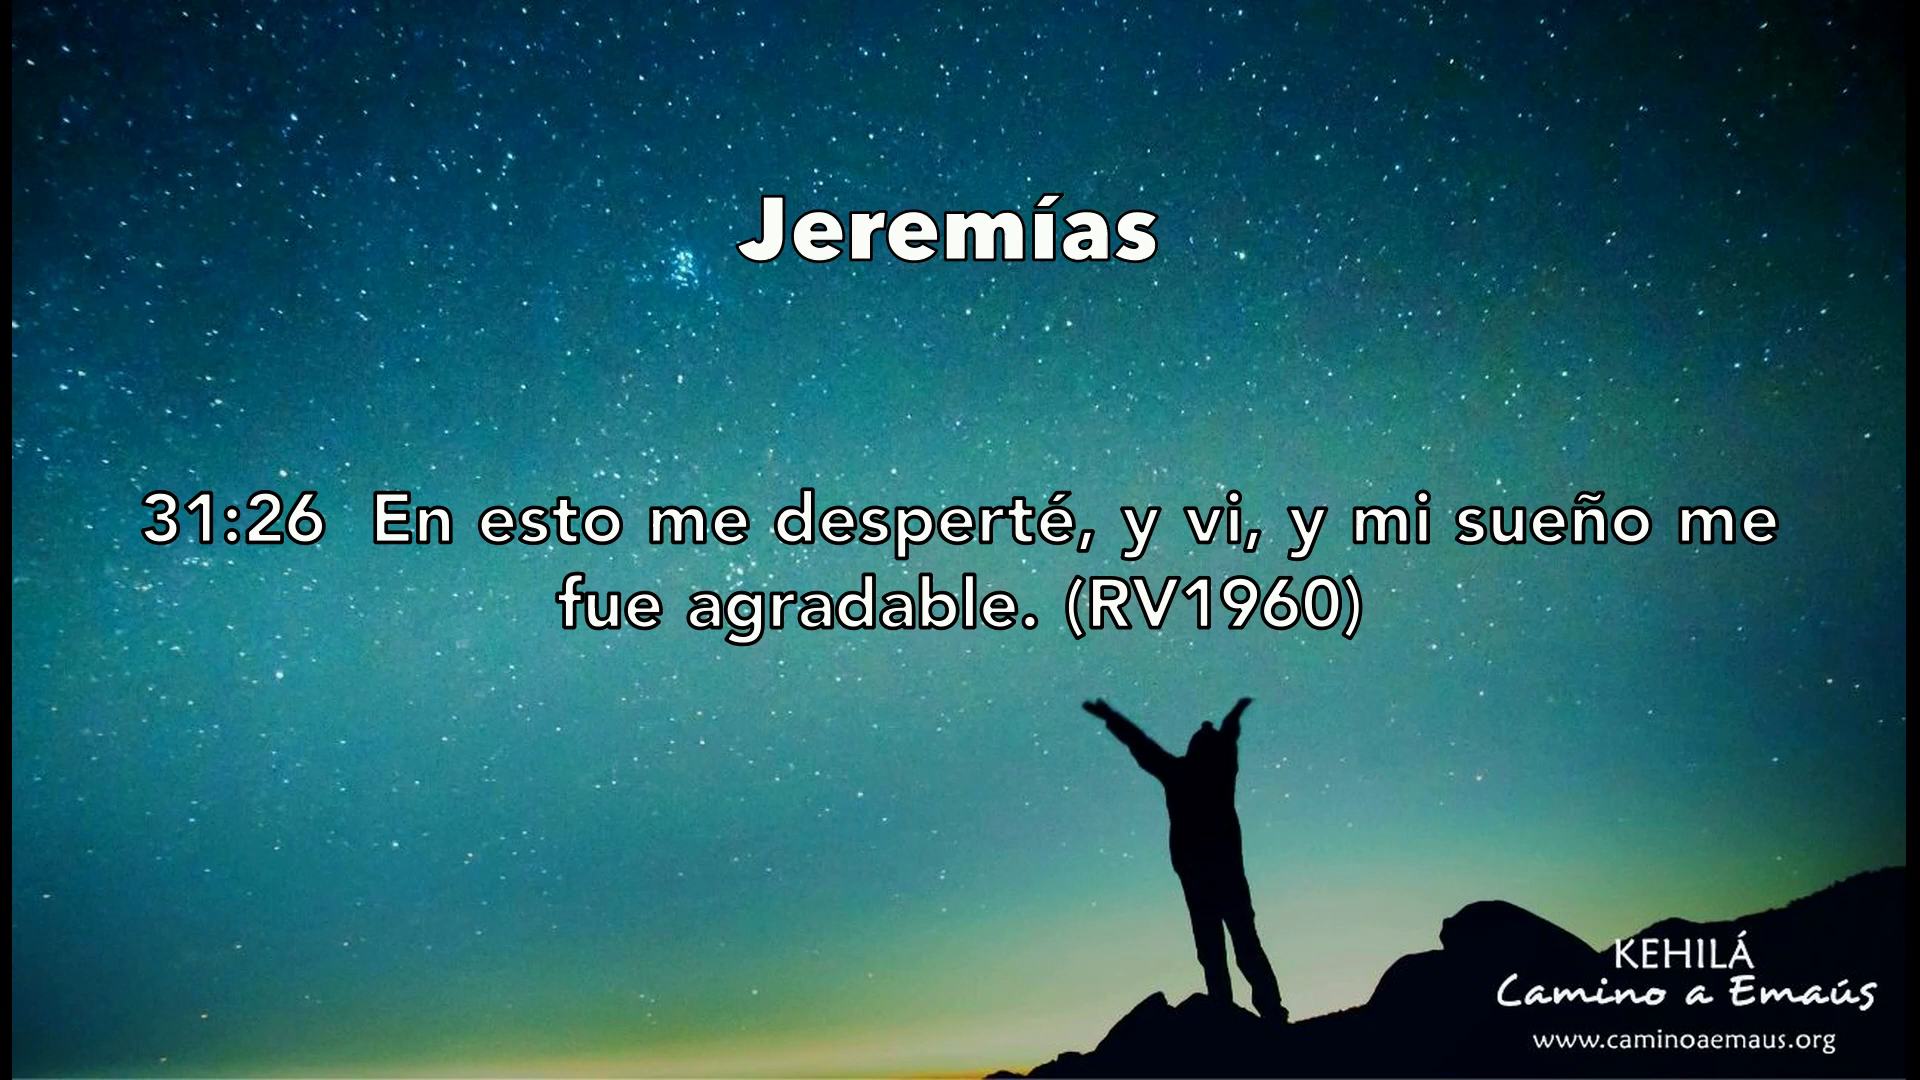 Jeremías
31:26 En esto me desperté, y vi, y mi sueño me
fue agradable. (RV1960)
KEHILÁ
Camino a Emaús
www.caminoaemaus.org